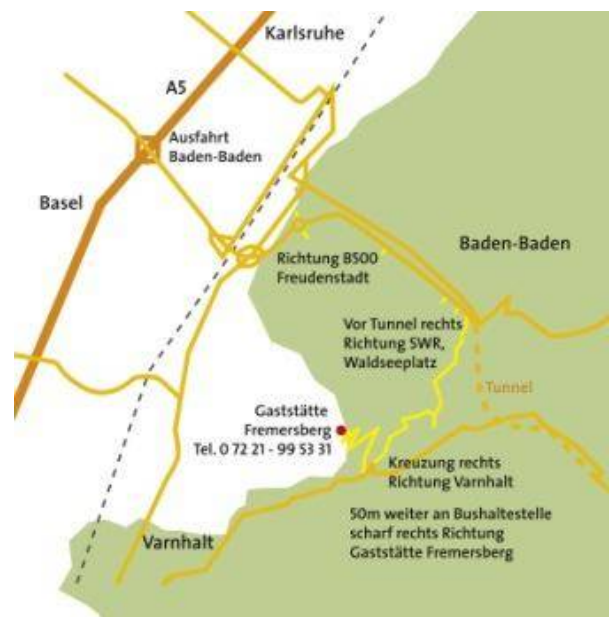 Karlsruhe
A5
Ausfahrt
Baden-Baden
Basel
Baden-Baden
Richtung B500
Freudenstadt
Vor Tunnel rechts
Richtung SWR,
Waldseeplatz
Tunnel
Gaststätte
Fremersberg
Tel. 0 72 21 - 99 53 31
Kreuzung rechts
Richtung Varnhalt
50m weiter an Bushaltestelle
scharf rechts Richtung
Gaststätte Fremersberg
Varnhalt